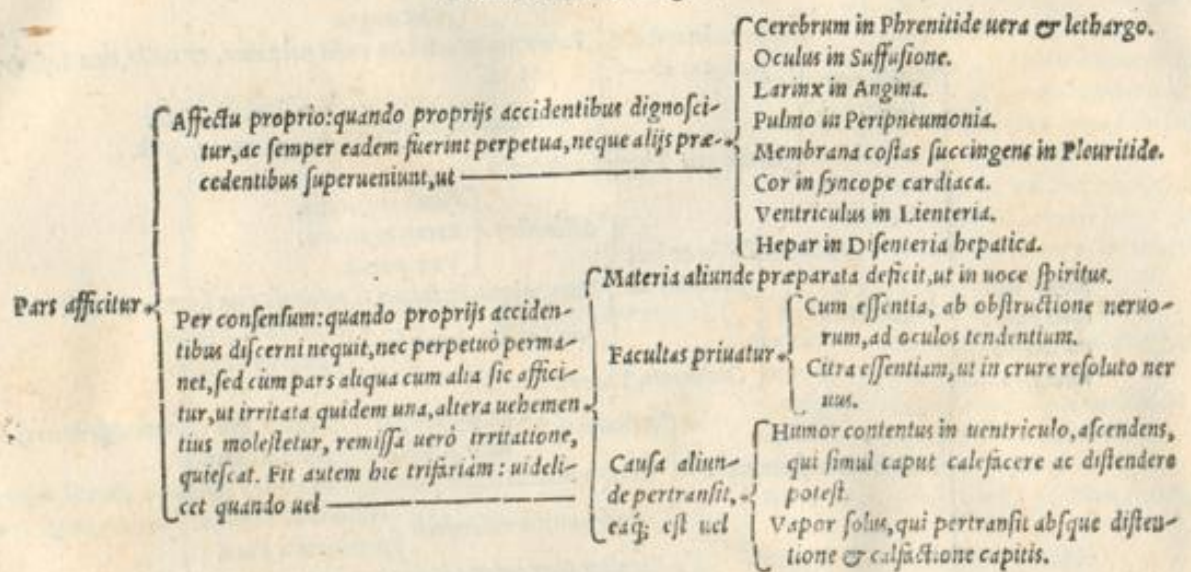 Pars afficitur
Affectu proprio: quando proprijs accidentibus dignosci-
tur, ac semper eadem fuerint perpetua, neque alijs præ-
cedentibus superueniunt, ut
Cerebrum in Phrenitide uera & lethargo.
Oculus in Suffusione.
Larinx in Angina.
Pulmo in Peripneumonia.
Membrana costas succingens in Pleuritide.
Cor in syncope cardiaca.
Ventriculus in Lienteria.
Hepar in Disenteria hepatica.
Per consensum: quando proprijs acciden-
tibus discerni nequit, nec perpetuò perma-
net, sed cùm pars aliqua cum alia sic affici-
tur, ut irritata quidem una, altera uehemen
tius molestetur, remissa uerò irritatione,
quiescat. Fit autem hic trifàriàm: uideli-
cet quando uel
Materia aliunde præparata deficit, ut in uoce spiritus.
Facultas priuatur
Cum essentia, ab obstructione neruo-
rum, ad oculos tendentium.
Citra essentiam, ut in crure resoluto ner
uus.
Causa aliun-
de pertransit,
eaq́; est uel
Humor contentus in uentriculo, ascendens,
qui simul caput calefacere ac distendere
potest.
Vapor solus, qui pertransit absque disten-
tione & calfactione capitis.